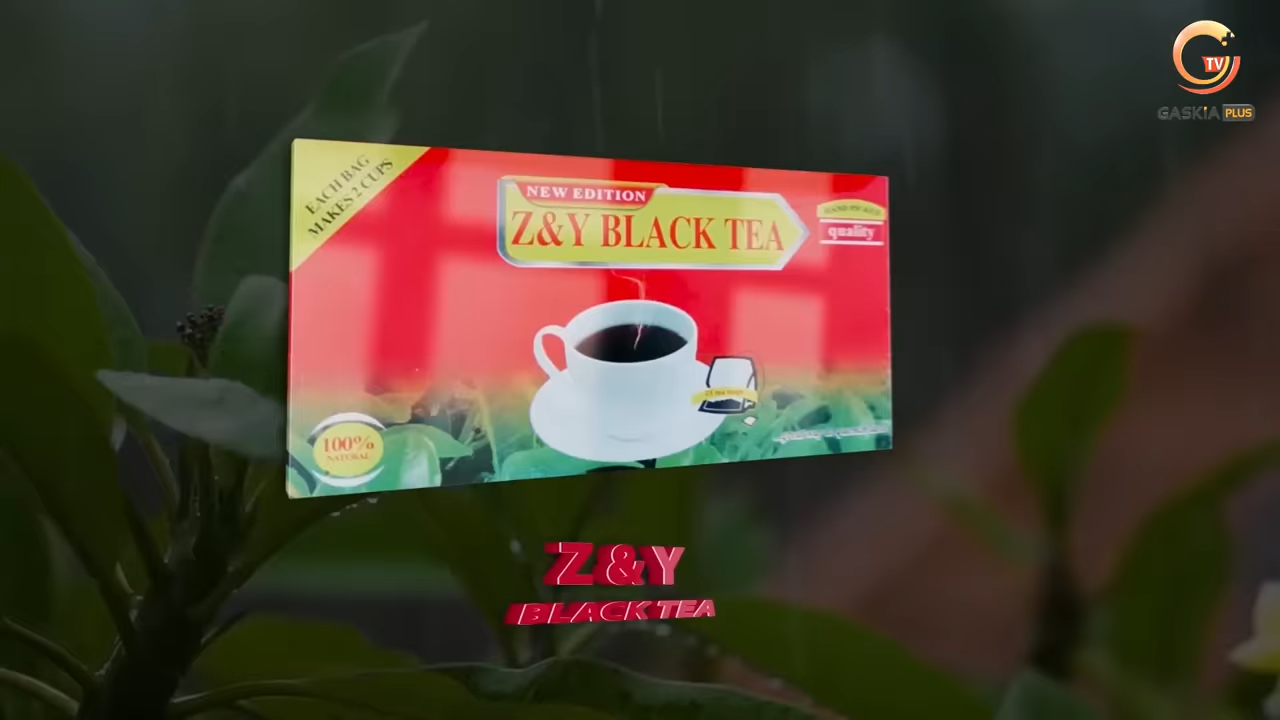 TV
GASKIA PLUS
EACH BAG
MAKES 2 CUPS
NEW EDITION
Z&Y BLACK TEA
quality
100%
NATURAL
Z&Y
BLACK TEA